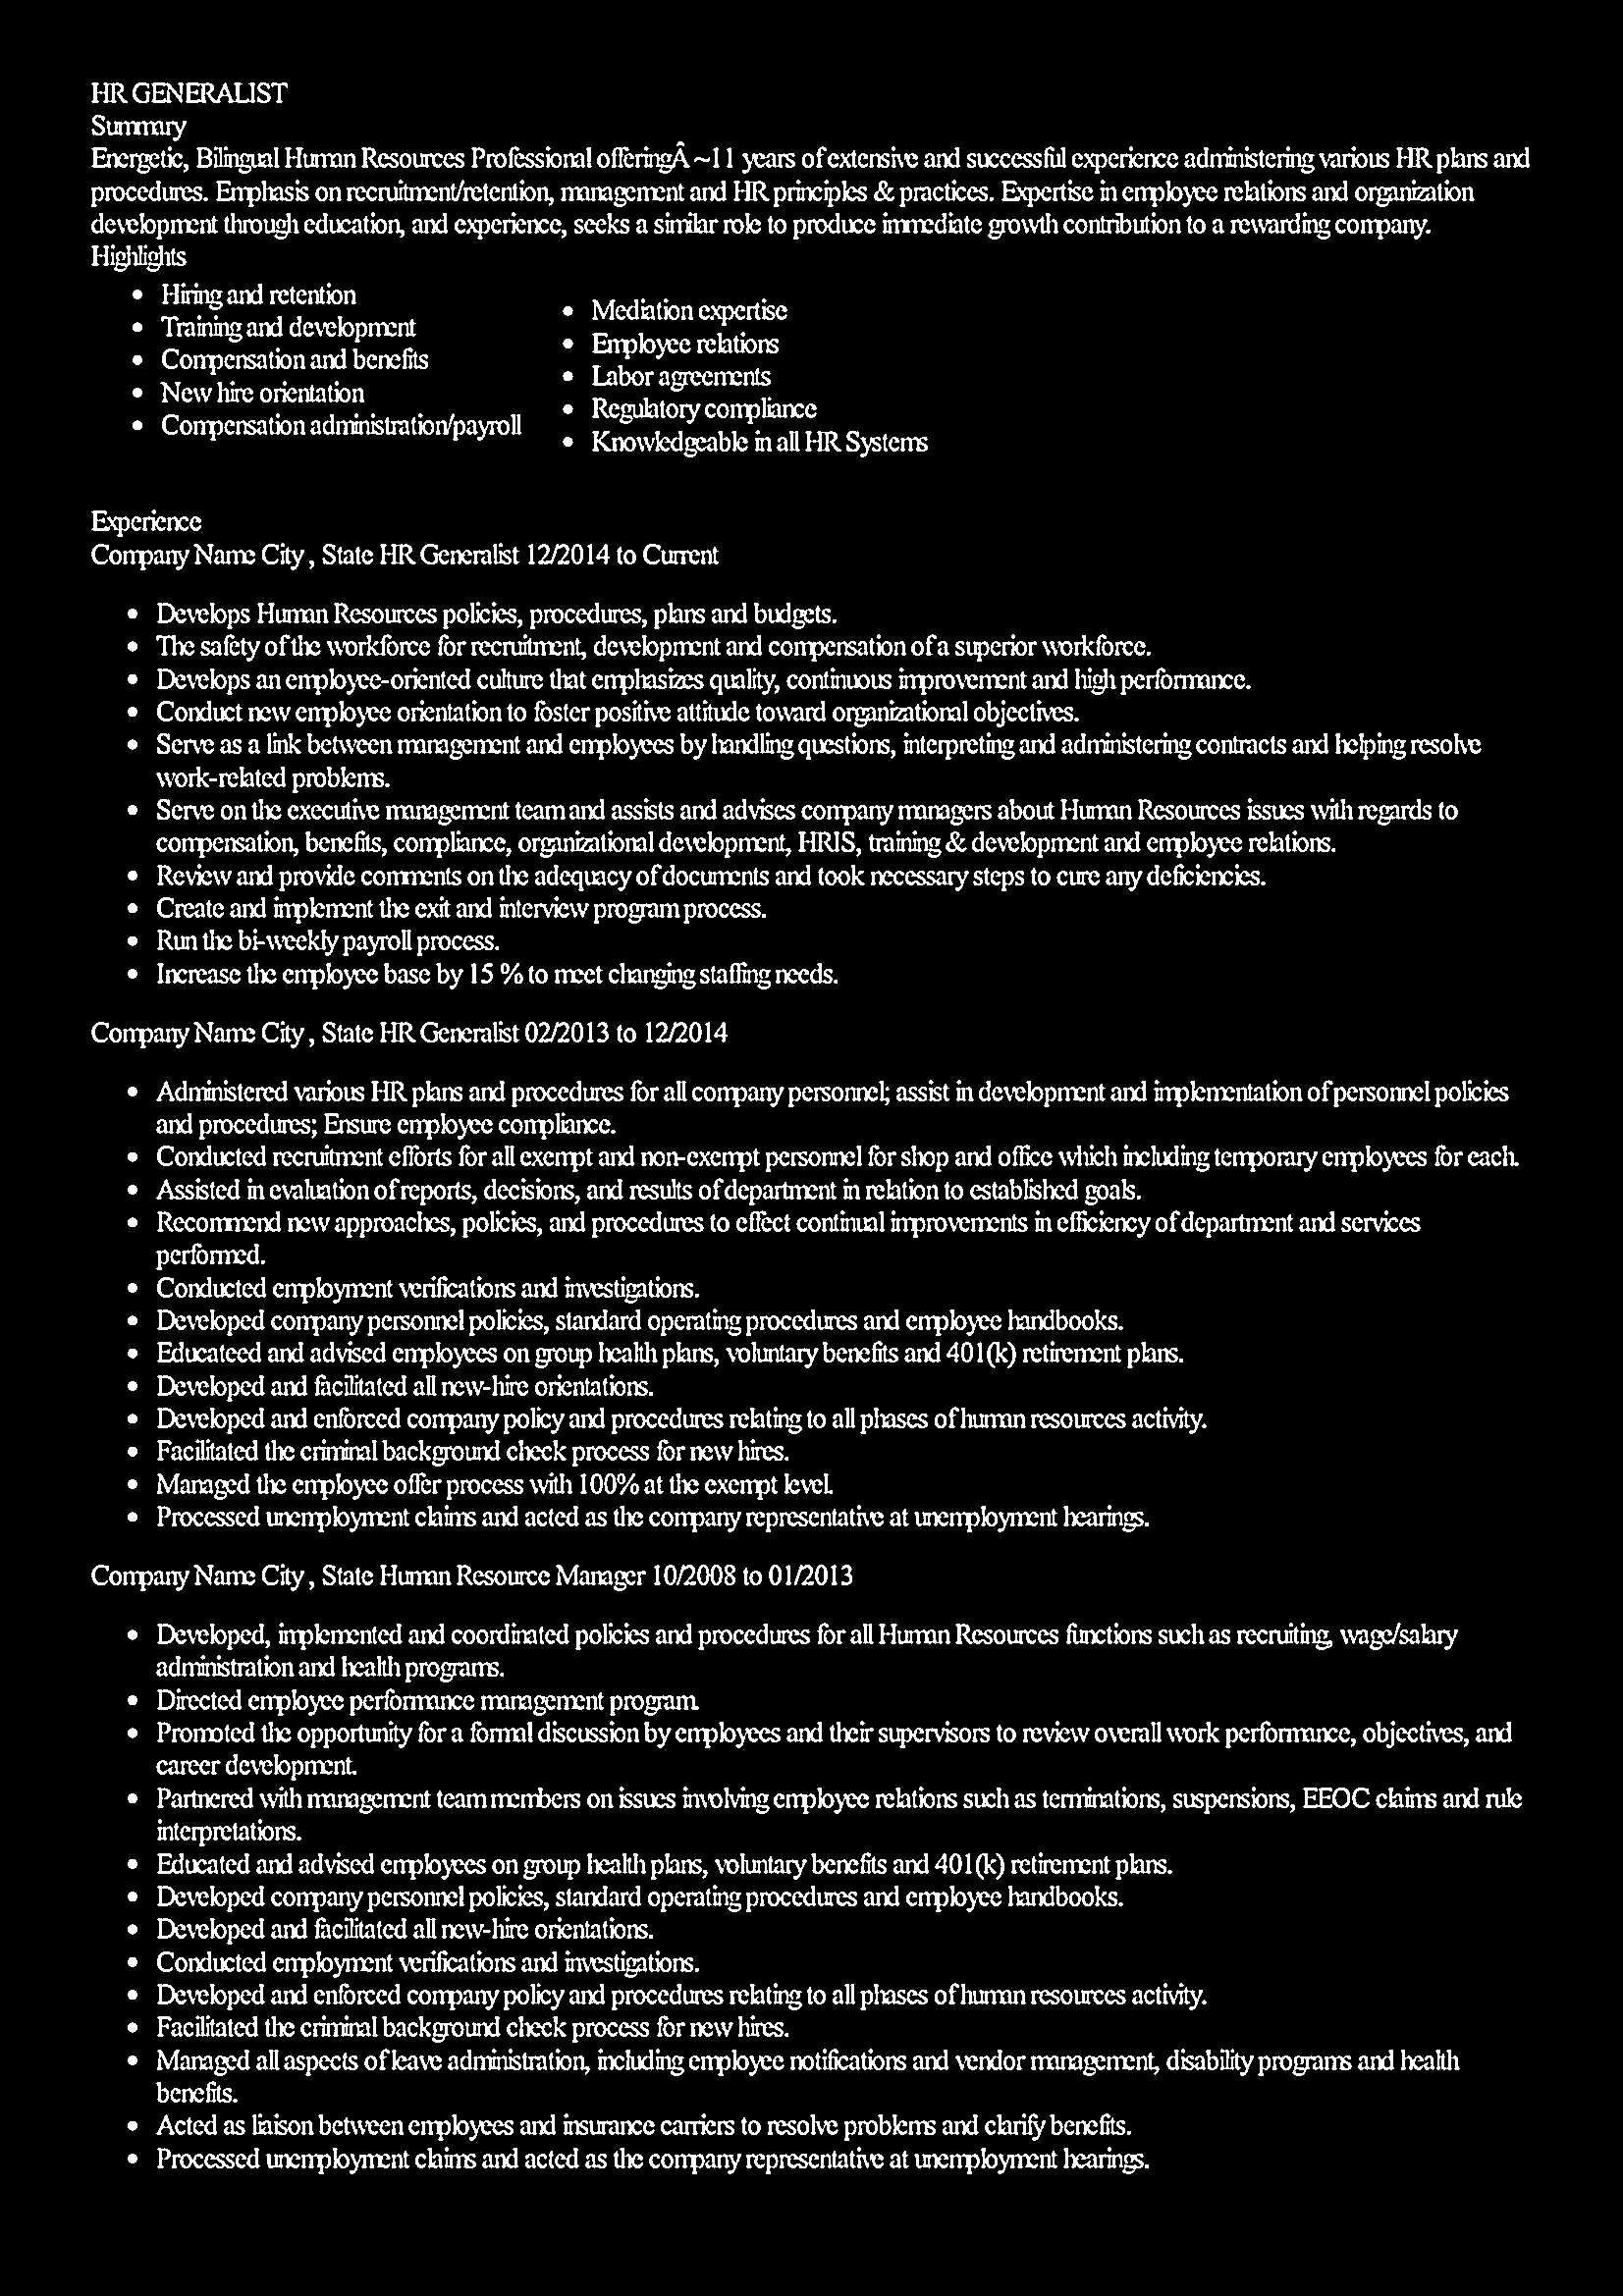 HR GENERALIST
Summary
Energetic, Bilingual Human Resources Professional offeringÂ ~11 years of extensive and successful experience administering various HR plans and
procedures. Emphasis on recruitment/retention, management and HR principles & practices. Expertise in employee relations and organization
development through education, and experience, seeks a similar role to produce immediate growth contribution to a rewarding company.
Highlights
• Hiring and retention
• Training and development
• Compensation and benefits
• New hire orientation
• Compensation administration/payroll
• Mediation expertise
• Employee relations
• Labor agreements
• Regulatory compliance
• Knowledgeable in all HR Systems
Experience
Company Name City , State HR Generalist 12/2014 to Current
• Develops Human Resources policies, procedures, plans and budgets.
• The safety of the workforce for recruitment, development and compensation of a superior workforce.
• Develops an employee-oriented culture that emphasizes quality, continuous improvement and high performance.
• Conduct new employee orientation to foster positive attitude toward organizational objectives.
• Serve as a link between management and employees by handling questions, interpreting and administering contracts and helping resolve
work-related problems.
• Serve on the executive management team and assists and advises company managers about Human Resources issues with regards to
compensation, benefits, compliance, organizational development, HRIS, training & development and employee relations.
• Review and provide comments on the adequacy of documents and took necessary steps to cure any deficiencies.
• Create and implement the exit and interview program process.
• Run the bi-weekly payroll process.
• Increase the employee base by 15 % to meet changing staffing needs.
Company Name City , State HR Generalist 02/2013 to 12/2014
• Administered various HR plans and procedures for all company personnel; assist in development and implementation of personnel policies
and procedures; Ensure employee compliance.
• Conducted recruitment efforts for all exempt and non-exempt personnel for shop and office which including temporary employees for each.
• Assisted in evaluation of reports, decisions, and results of department in relation to established goals.
• Recommend new approaches, policies, and procedures to effect continual improvements in efficiency of department and services
performed.
• Conducted employment verifications and investigations.
• Developed company personnel policies, standard operating procedures and employee handbooks.
• Educateed and advised employees on group health plans, voluntary benefits and 401(k) retirement plans.
• Developed and facilitated all new-hire orientations.
• Developed and enforced company policy and procedures relating to all phases of human resources activity.
• Facilitated the criminal background check process for new hires.
• Managed the employee offer process with 100% at the exempt level.
• Processed unemployment claims and acted as the company representative at unemployment hearings.
Company Name City , State Human Resource Manager 10/2008 to 01/2013
• Developed, implemented and coordinated policies and procedures for all Human Resources functions such as recruiting, wage/salary
administration and health programs.
• Directed employee performance management program.
• Promoted the opportunity for a formal discussion by employees and their supervisors to review overall work performance, objectives, and
career development.
• Partnered with management team members on issues involving employee relations such as terminations, suspensions, EEOC claims and rule
interpretations.
• Educated and advised employees on group health plans, voluntary benefits and 401(k) retirement plans.
• Developed company personnel policies, standard operating procedures and employee handbooks.
• Developed and facilitated all new-hire orientations.
• Conducted employment verifications and investigations.
• Developed and enforced company policy and procedures relating to all phases of human resources activity.
• Facilitated the criminal background check process for new hires.
• Managed all aspects of leave administration, including employee notifications and vendor management, disability programs and health
benefits.
• Acted as liaison between employees and insurance carriers to resolve problems and clarify benefits.
• Processed unemployment claims and acted as the company representative at unemployment hearings.